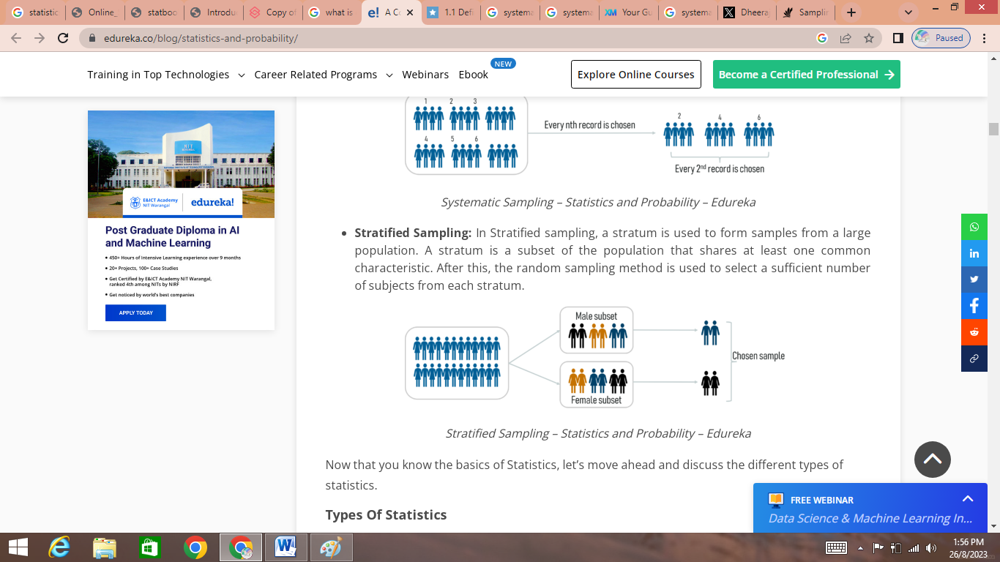 statistic
Online_
statboo
Introdu
Copy of
what is
e! A Co
1.1 Defi
systema
systema
XM Your Gu
systema
Dheeraj
Samplin
edureka.co/blog/statistics-and-probability/
Paused
NEW
Training in Top Technologies Career Related Programs Webinars Ebook
Explore Online Courses
Become a Certified Professional
NIT
E&ICT Academy
NIT Warangal
edureka!
Post Graduate Diploma in AI
and Machine Learning
• 450+ Hours of Intensive Learning experience over 9 months
• 20+ Projects, 100+ Case Studies
• Get Certified by E&ICT Academy NIT Warangal,
ranked 4th among NITs by NIRF
• Get noticed by world's best companies
APPLY TODAY
1 2 3
4 5 6
Every nth record is chosen
2 4 6
Every 2nd record is chosen
Systematic Sampling – Statistics and Probability – Edureka
• Stratified Sampling: In Stratified sampling, a stratum is used to form samples from a large
population. A stratum is a subset of the population that shares at least one common
characteristic. After this, the random sampling method is used to select a sufficient number
of subjects from each stratum.
Male subset
Female subset
Chosen sample
Stratified Sampling – Statistics and Probability – Edureka
Now that you know the basics of Statistics, let's move ahead and discuss the different types of
statistics.
Types Of Statistics
FREE WEBINAR
Data Science & Machine Learning In...
1:56 PM
26/8/2023